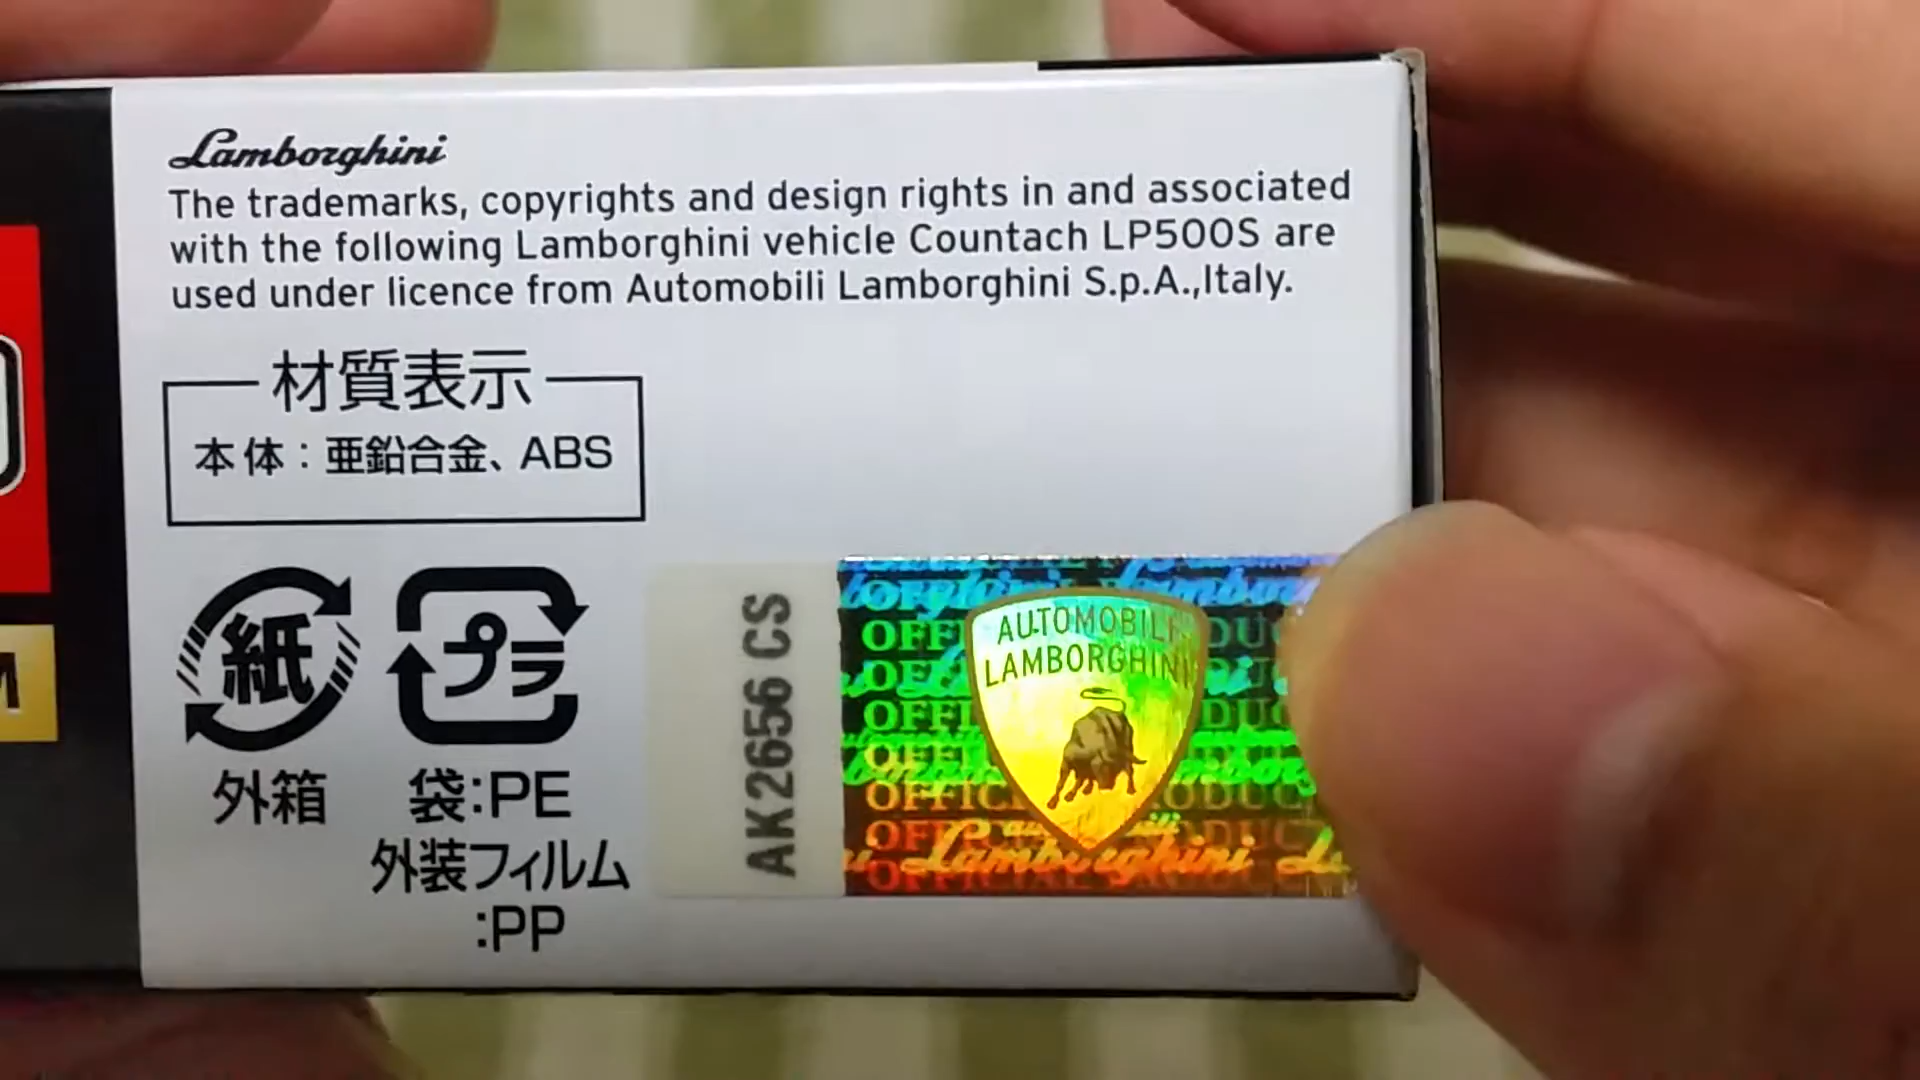 Lamborghini
The trademarks, copyrights and design rights in and associated
with the following Lamborghini vehicle Countach LP500S are
used under licence from Automobili Lamborghini S.p.A.,Italy.
材質表示
本体：亜鉛合金、ABS
紙
プラ
外箱
袋:PE
外装フィルム
:PP
AK2656 CS
AUTOMOBILI
LAMBORGHINI
Lamborghini